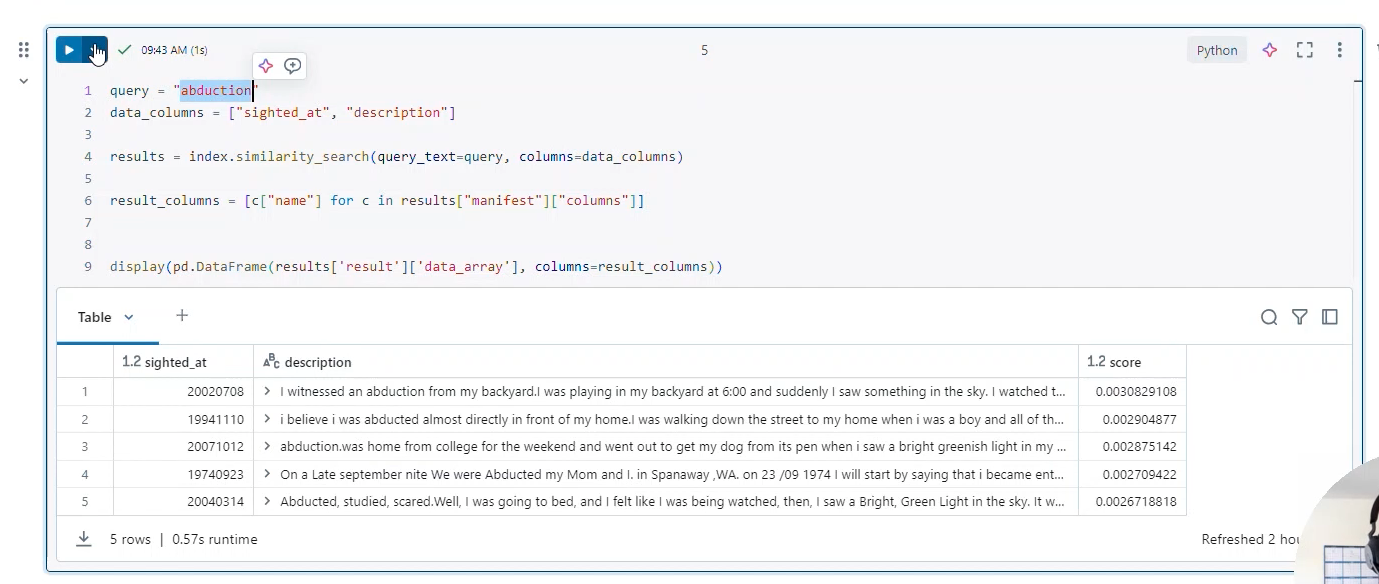 09:43 AM (1s)
5
Python
1 query = "abduction"
2 data_columns = ["sighted_at", "description"]
3
4 results = index.similarity_search(query_text=query, columns=data_columns)
5
6 result_columns = [c["name"] for c in results["manifest"]["columns"]]
7
8
9 display(pd.DataFrame(results['result']['data_array'], columns=result_columns))
Table
1.2 sighted_at ABC description 1.2 score
1 20020708 I witnessed an abduction from my backyard.I was playing in my backyard at 6:00 and suddenly I saw something in the sky. I watched t... 0.0030829108
2 19941110 i believe i was abducted almost directly in front of my home.I was walking down the street to my home when i was a boy and all of th... 0.002904877
3 20071012 abduction.was home from college for the weekend and went out to get my dog from its pen when i saw a bright greenish light in my ... 0.002875142
4 19740923 On a Late september nite We were Abducted my Mom and I. in Spanaway ,WA. on 23 /09 1974 I will start by saying that i became ent... 0.002709422
5 20040314 Abducted, studied, scared.Well, I was going to bed, and I felt like I was being watched, then, I saw a Bright, Green Light in the sky. It w... 0.0026718818
5 rows | 0.57s runtime
Refreshed 2